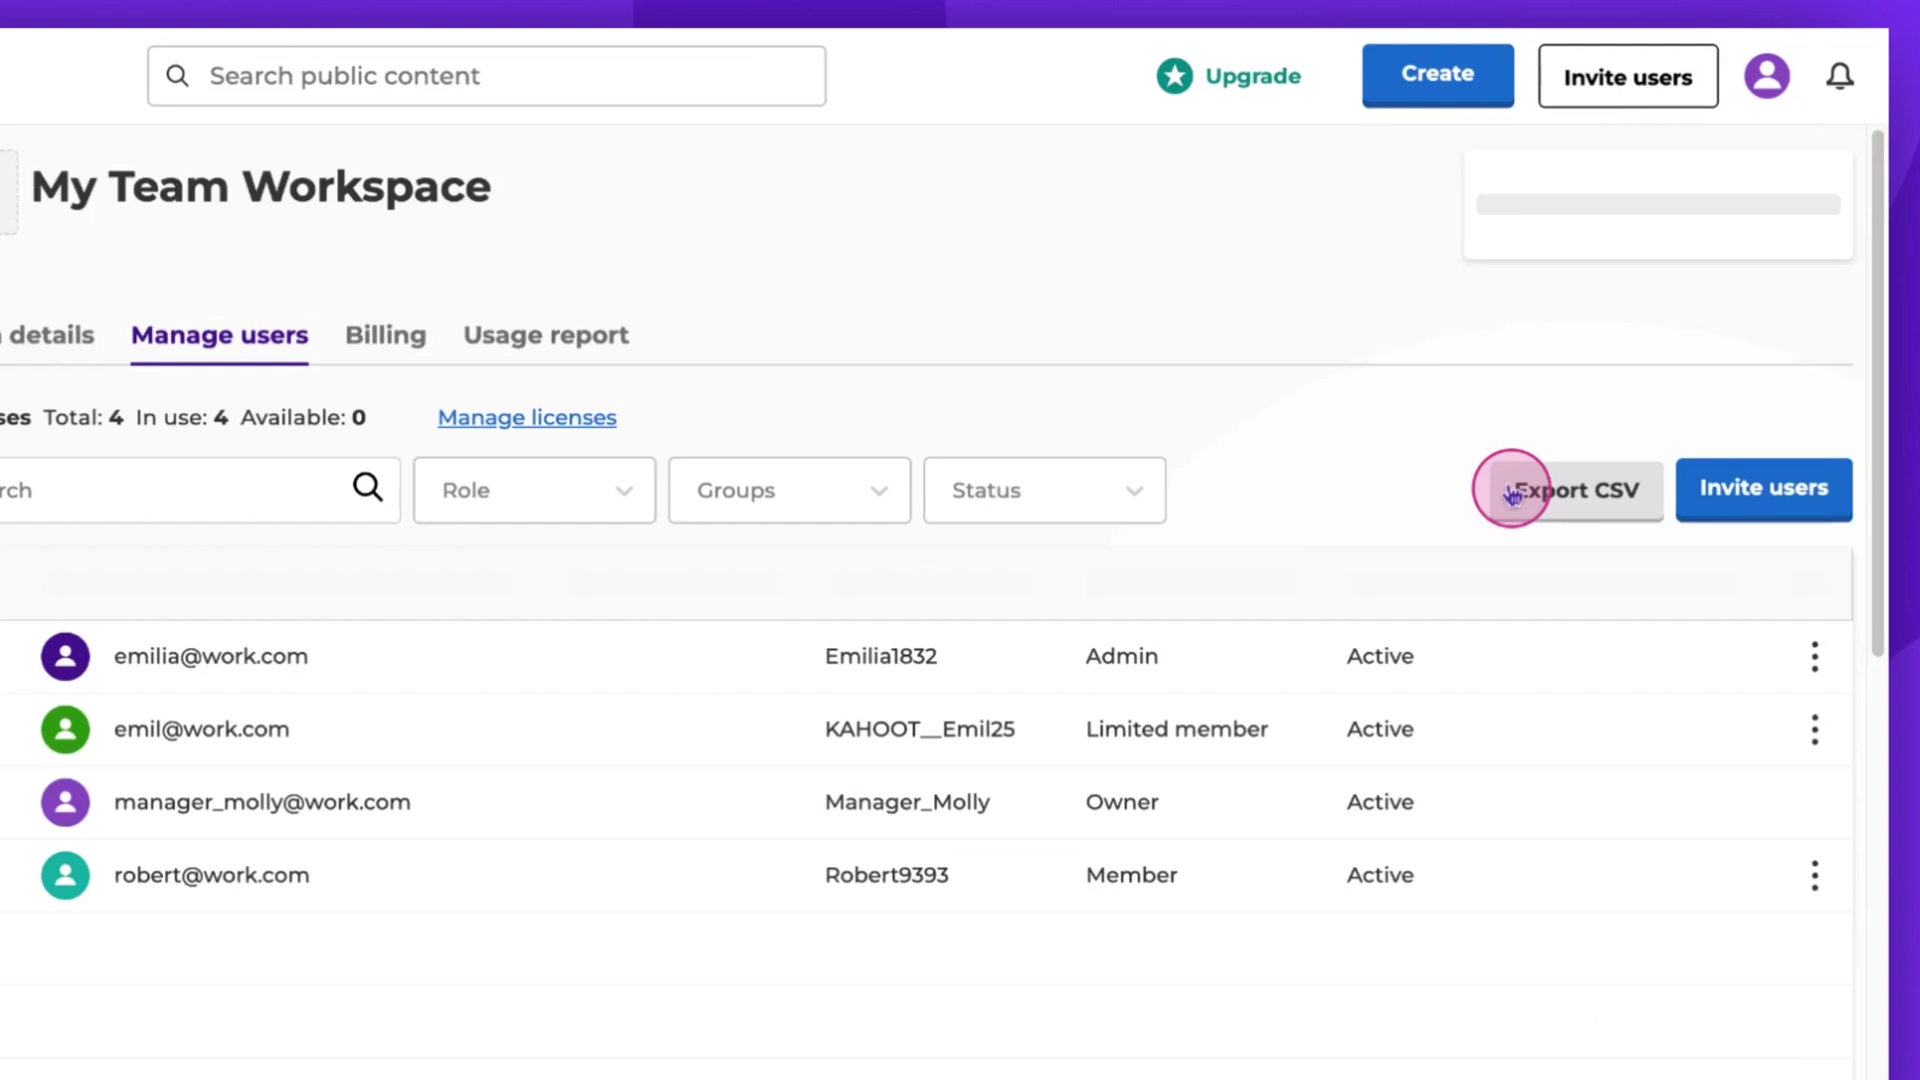 Search public content
Upgrade
Create
Invite users
My Team Workspace
details
Manage users
Billing
Usage report
ses Total: 4 In use: 4 Available: 0
Manage licenses
rch
Role
Groups
Status
Export CSV
Invite users
emilia@work.com Emilia1832 Admin Active
emil@work.com KAHOOT__Emil25 Limited member Active
manager_molly@work.com Manager_Molly Owner Active
robert@work.com Robert9393 Member Active